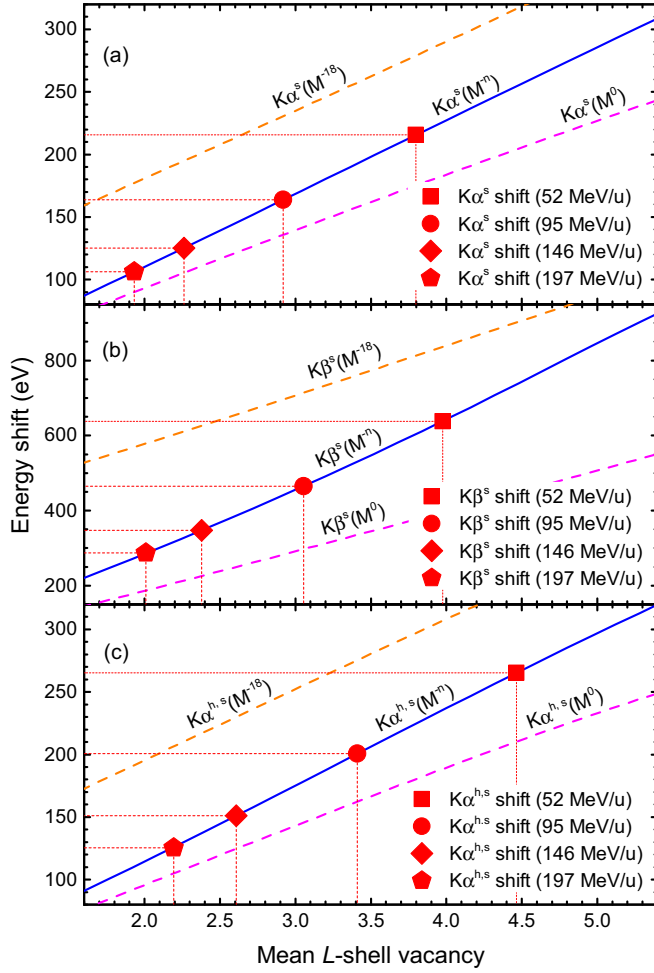 (a)
300
250
200
150
100
Kα^s(M^-18)
Kα^s(M^-n)
Kα^s(M^0)
Kα^s shift (52 MeV/u)
Kα^s shift (95 MeV/u)
Kα^s shift (146 MeV/u)
Kα^s shift (197 MeV/u)
Energy shift (eV)
(b)
800
600
400
200
Kβ^s(M^-18)
Kβ^s(M^-n)
Kβ^s(M^0)
Kβ^s shift (52 MeV/u)
Kβ^s shift (95 MeV/u)
Kβ^s shift (146 MeV/u)
Kβ^s shift (197 MeV/u)
(c)
300
250
200
150
100
Kα^h, s(M^-18)
Kα^h, s(M^-n)
Kα^h, s(M^0)
Kα^h,s shift (52 MeV/u)
Kα^h,s shift (95 MeV/u)
Kα^h,s shift (146 MeV/u)
Kα^h,s shift (197 MeV/u)
2.0 2.5 3.0 3.5 4.0 4.5 5.0
Mean L-shell vacancy